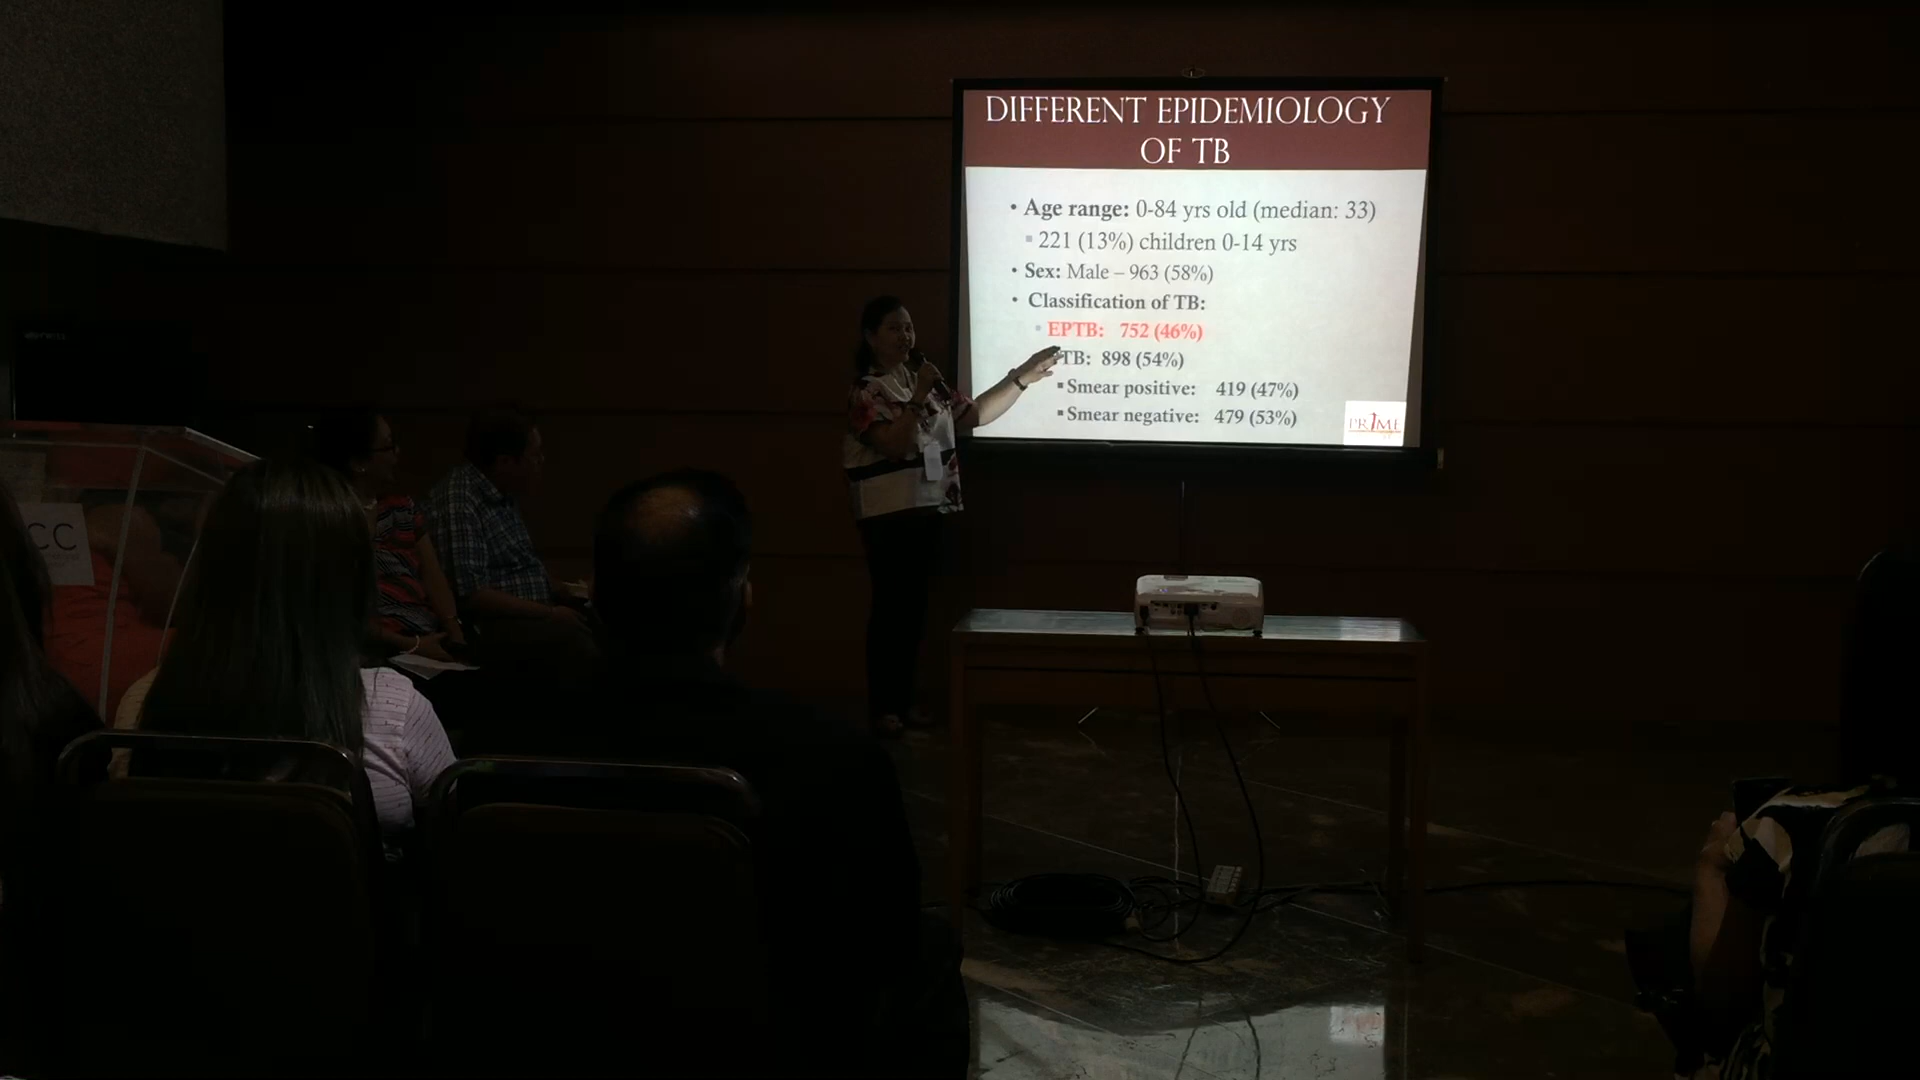 DIFFERENT EPIDEMIOLOGY
OF TB
• Age range: 0-84 yrs old (median: 33)
▪ 221 (13%) children 0-14 yrs
• Sex: Male – 963 (58%)
• Classification of TB:
▪ EPTB: 752 (46%)
TB: 898 (54%)
▪ Smear positive: 419 (47%)
▪ Smear negative: 479 (53%)
PR1ME
CC